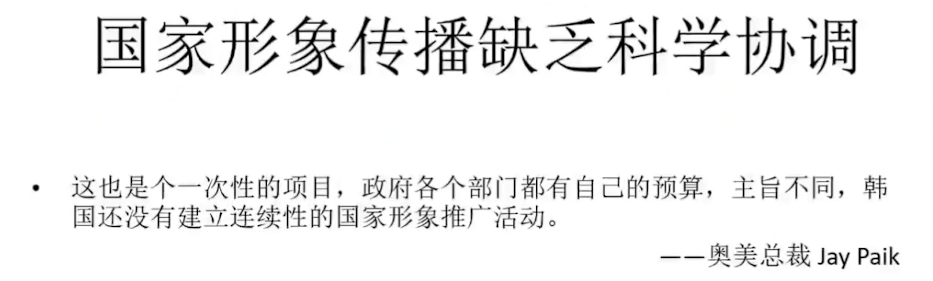 国家形象传播缺乏科学协调
• 这也是个一次性的项目，政府各个部门都有自己的预算，主旨不同，韩
国还没有建立连续性的国家形象推广活动。
——奥美总裁 Jay Paik